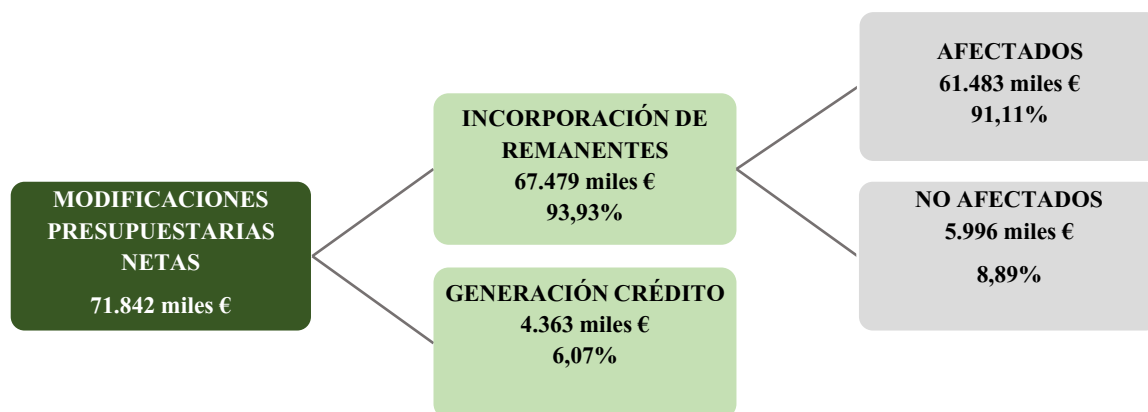 MODIFICACIONES
PRESUPUESTARIAS
NETAS
71.842 miles €
INCORPORACIÓN DE
REMANENTES
67.479 miles €
93,93%
GENERACIÓN CRÉDITO
4.363 miles €
6,07%
AFECTADOS
61.483 miles €
91,11%
NO AFECTADOS
5.996 miles €
8,89%